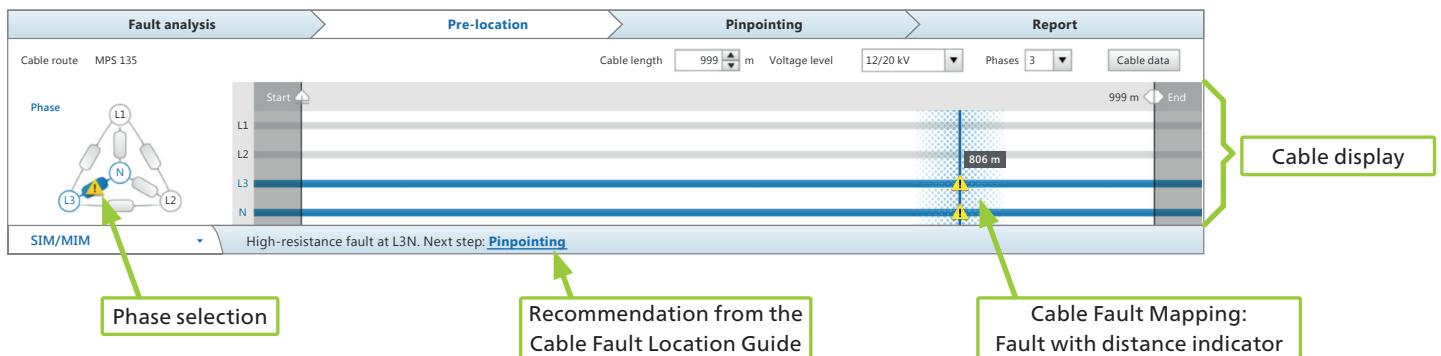 Fault analysis
Pre-location
Pinpointing
Report
Cable route MPS 135
Cable length 999 m Voltage level 12/20 kV Phases 3 Cable data
Phase
L1
N
L3
L2
Start
999 m End
L1
L2
806 m
L3
N
SIM/MIM
High-resistance fault at L3N. Next step: Pinpointing
Cable display
Phase selection
Recommendation from the
Cable Fault Location Guide
Cable Fault Mapping:
Fault with distance indicator